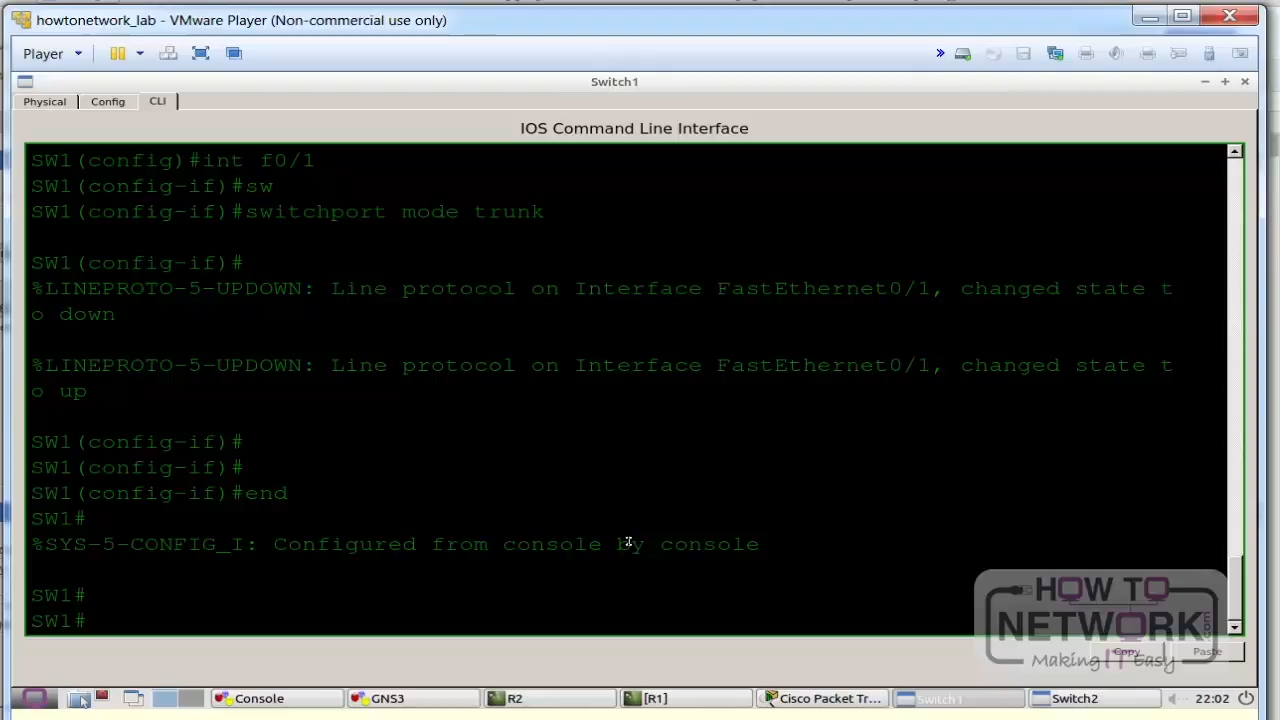 howtonetwork_lab - VMware Player (Non-commercial use only)
Player
Switch1
Physical Config CLI
IOS Command Line Interface
SW1(config)#int f0/1
SW1(config-if)#sw
SW1(config-if)#switchport mode trunk
SW1(config-if)#
%LINEPROTO-5-UPDOWN: Line protocol on Interface FastEthernet0/1, changed state t
o down
%LINEPROTO-5-UPDOWN: Line protocol on Interface FastEthernet0/1, changed state t
o up
SW1(config-if)#
SW1(config-if)#
SW1(config-if)#end
SW1#
%SYS-5-CONFIG_I: Configured from console by console
SW1#
SW1#
HOW TO
NETWORK.com
Making IT Easy
Copy Paste
Console GNS3 R2 [R1] Cisco Packet Tr... Switch1 Switch2 22:02